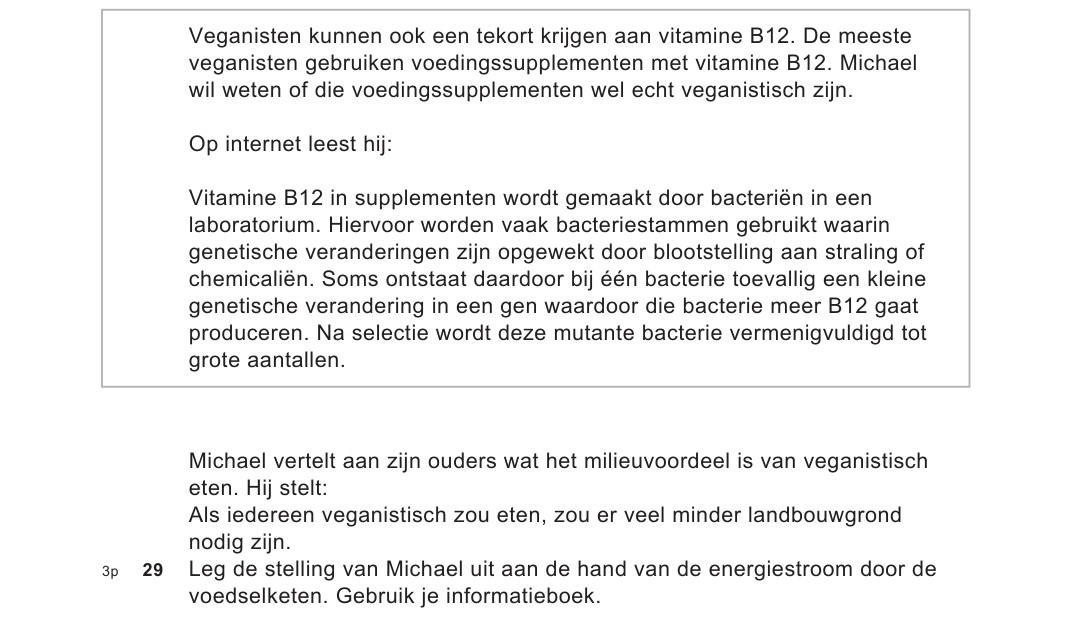 Veganisten kunnen ook een tekort krijgen aan vitamine B12. De meeste
veganisten gebruiken voedingssupplementen met vitamine B12. Michael
wil weten of die voedingssupplementen wel echt veganistisch zijn.
Op internet leest hij:
Vitamine B12 in supplementen wordt gemaakt door bacteriën in een
laboratorium. Hiervoor worden vaak bacteriestammen gebruikt waarin
genetische veranderingen zijn opgewekt door blootstelling aan straling of
chemicaliën. Soms ontstaat daardoor bij één bacterie toevallig een kleine
genetische verandering in een gen waardoor die bacterie meer B12 gaat
produceren. Na selectie wordt deze mutante bacterie vermenigvuldigd tot
grote aantallen.
Michael vertelt aan zijn ouders wat het milieuvoordeel is van veganistisch
eten. Hij stelt:
Als iedereen veganistisch zou eten, zou er veel minder landbouwgrond
nodig zijn.
3p 29 Leg de stelling van Michael uit aan de hand van de energiestroom door de
voedselketen. Gebruik je informatieboek.